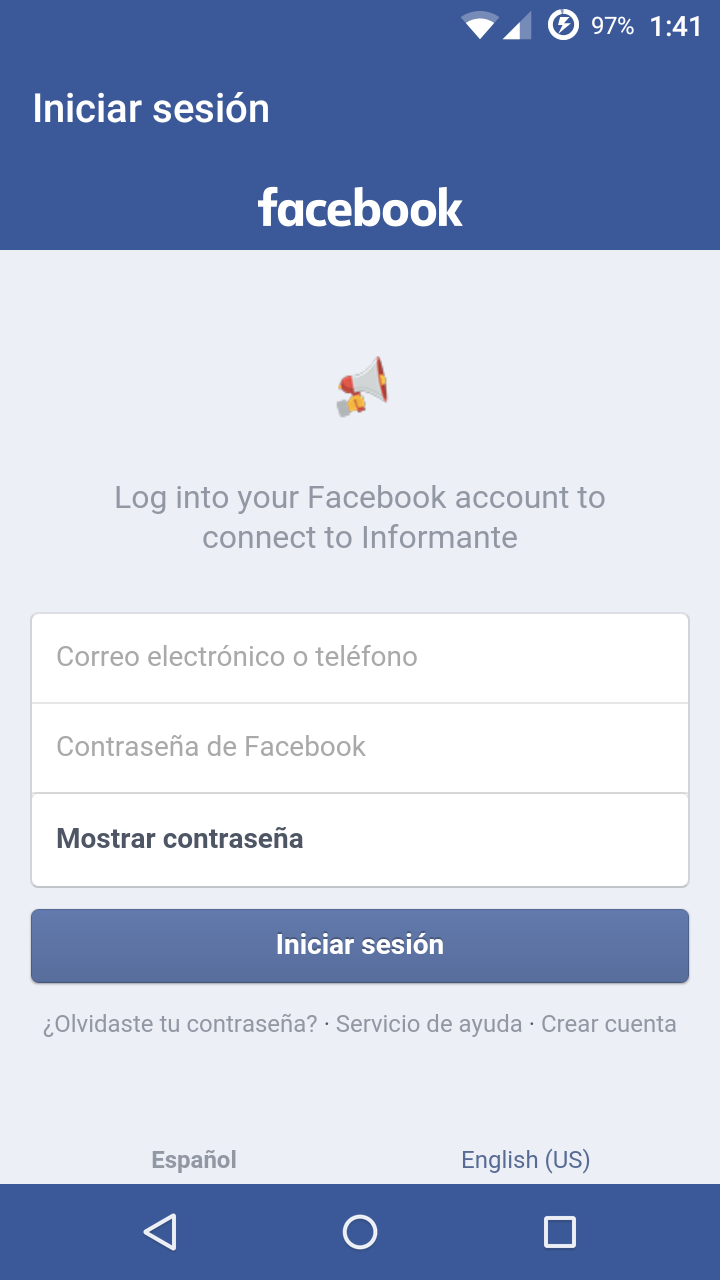 97% 1:41
Iniciar sesión
facebook
Log into your Facebook account to
connect to Informante
Correo electrónico o teléfono
Contraseña de Facebook
Mostrar contraseña
Iniciar sesión
¿Olvidaste tu contraseña? · Servicio de ayuda · Crear cuenta
Español English (US)